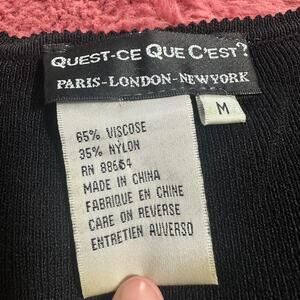 QUEST-CE QUE C'EST?
PARIS-LONDON-NEWYORK
M
65% VISCOSE
35% NYLON
RN 88664
MADE IN CHINA
FABRIQUE EN CHINE
CARE ON REVERSE
ENTRETIEN AUVERSO